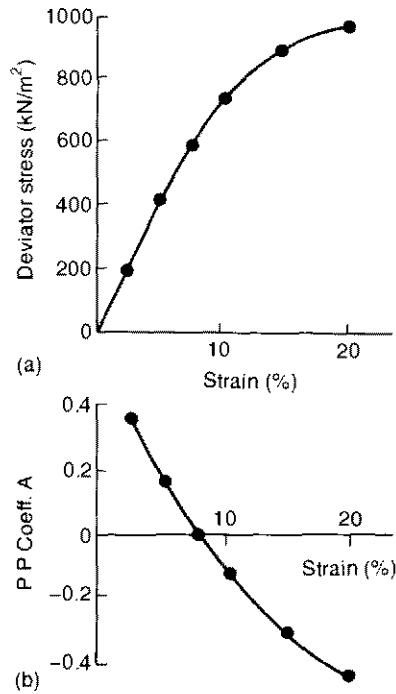 1000
800
600
400
200
0
Deviator stress (kN/m²)
10
20
Strain (%)
(a)
0.4
0.2
0
−0.2
−0.4
P P Coeff. A
10
20
Strain (%)
(b)